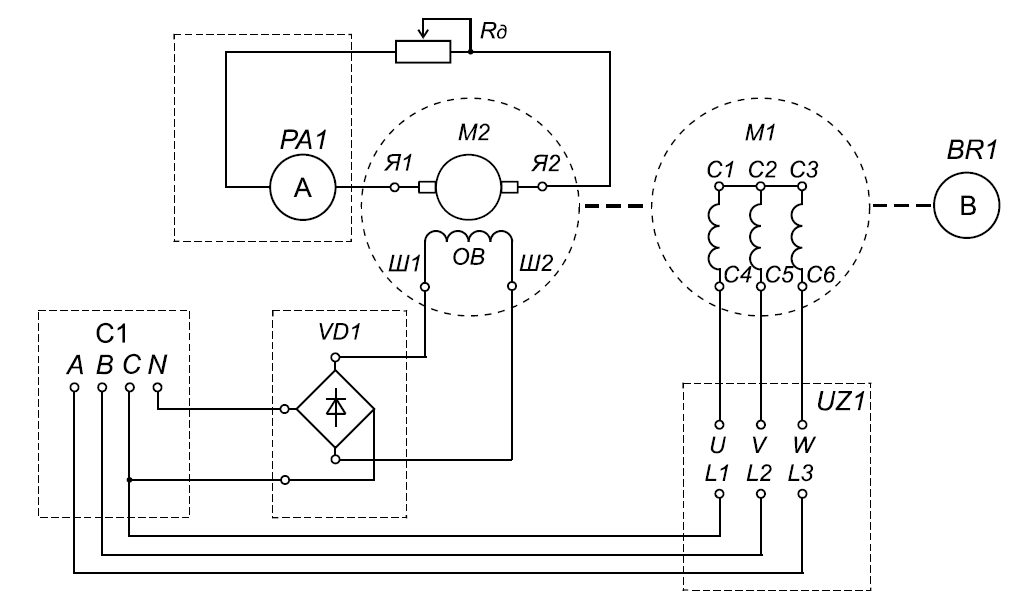 Rд
PA1
A
M2
Я1
Я2
ОВ
Ш1
Ш2
M1
C1 C2 C3
C4 C5 C6
BR1
B
C1
A B C N
VD1
UZ1
U V W
L1 L2 L3